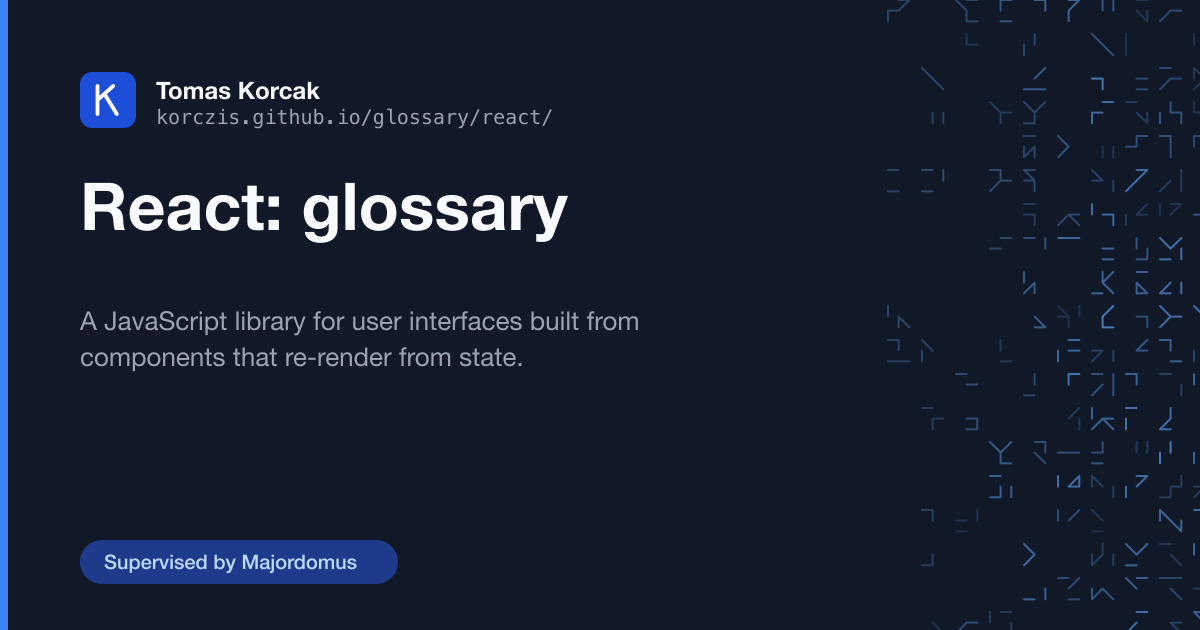 K
Tomas Korcak
korczis.github.io/glossary/react/
React: glossary
A JavaScript library for user interfaces built from
components that re-render from state.
Supervised by Majordomus